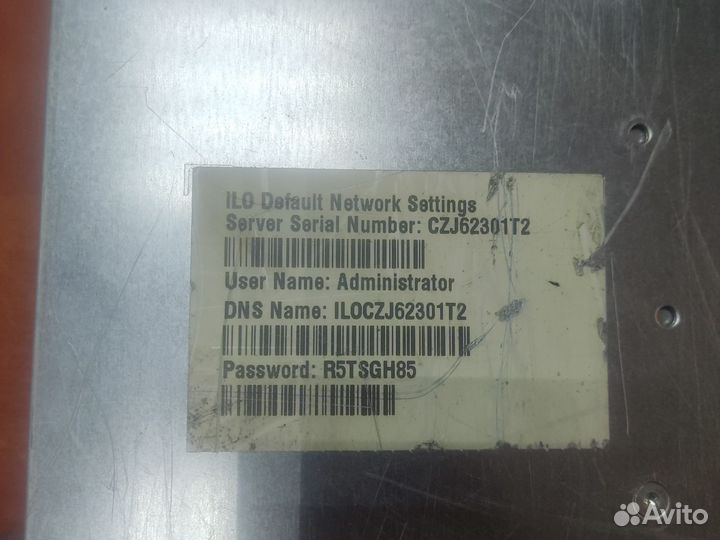 ILO Default Network Settings
Server Serial Number: CZJ62301T2
User Name: Administrator
DNS Name: ILOCZJ62301T2
Password: R5TSGH85
Avito